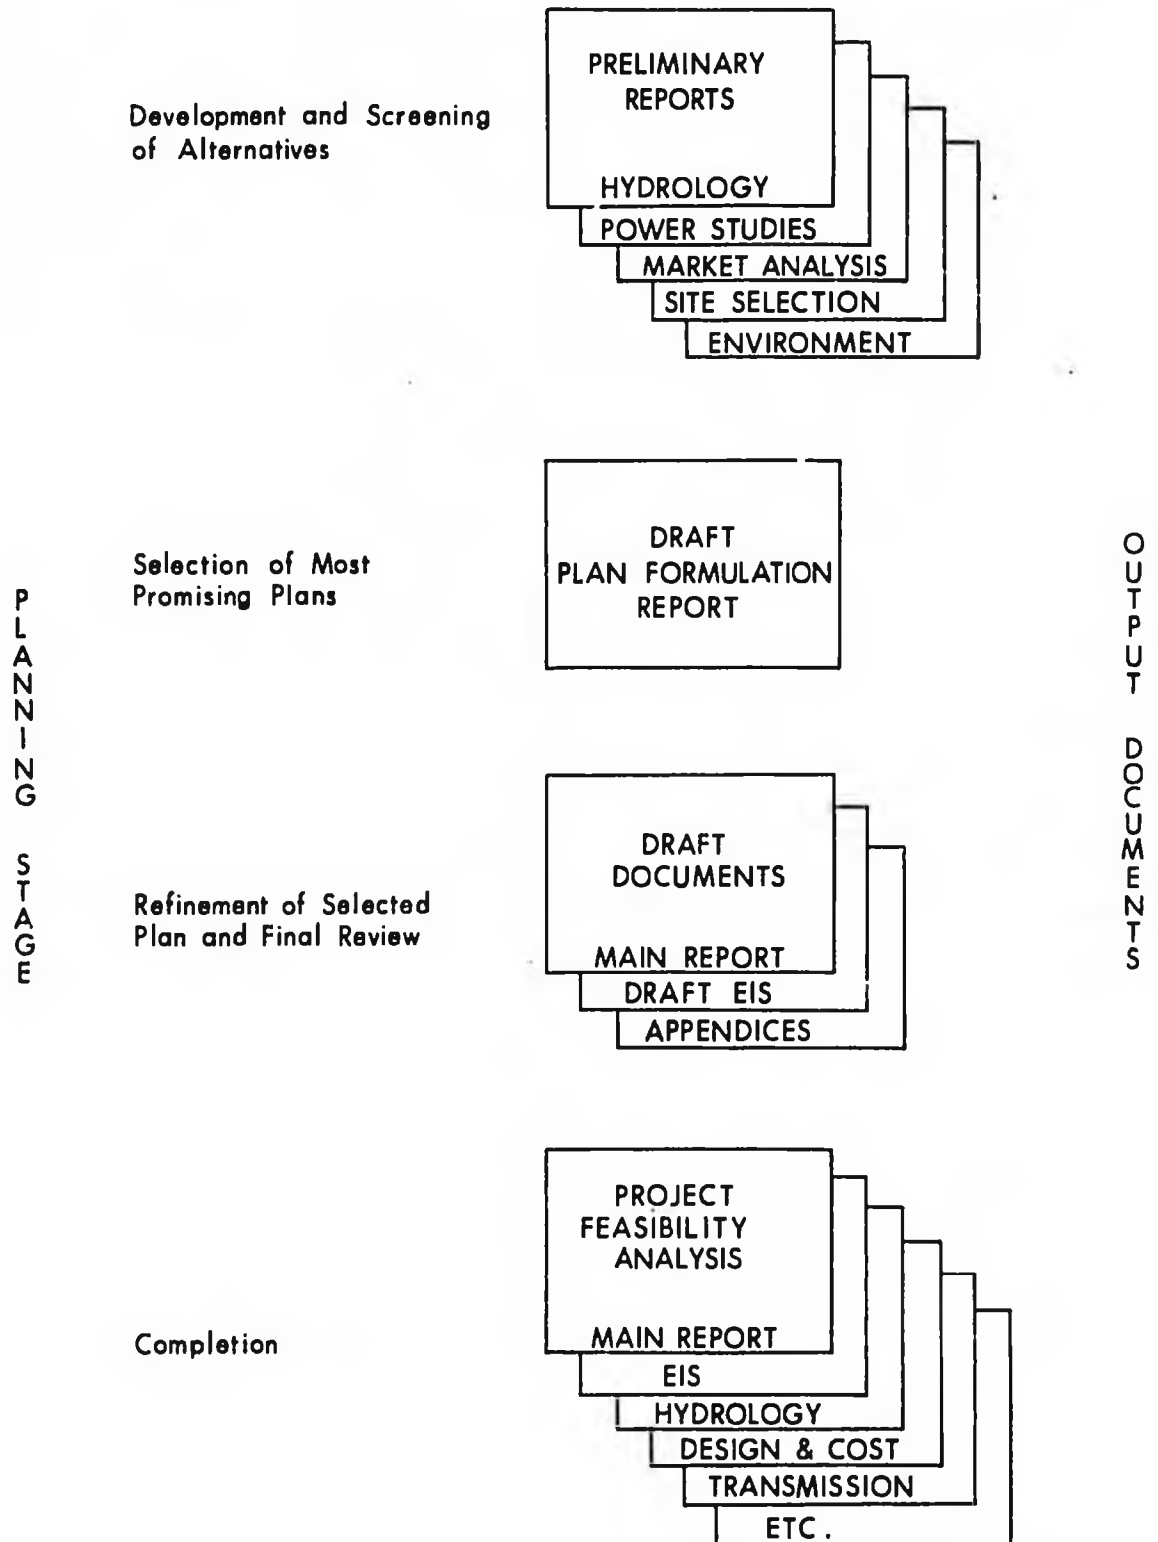 Development and Screening
of Alternatives
PRELIMINARY
REPORTS
HYDROLOGY
POWER STUDIES
MARKET ANALYSIS
SITE SELECTION
ENVIRONMENT
PLANNING STAGE
Selection of Most
Promising Plans
DRAFT
PLAN FORMULATION
REPORT
OUTPUT DOCUMENTS
Refinement of Selected
Plan and Final Review
DRAFT
DOCUMENTS
MAIN REPORT
DRAFT EIS
APPENDICES
Completion
PROJECT
FEASIBILITY
ANALYSIS
MAIN REPORT
EIS
HYDROLOGY
DESIGN & COST
TRANSMISSION
ETC.